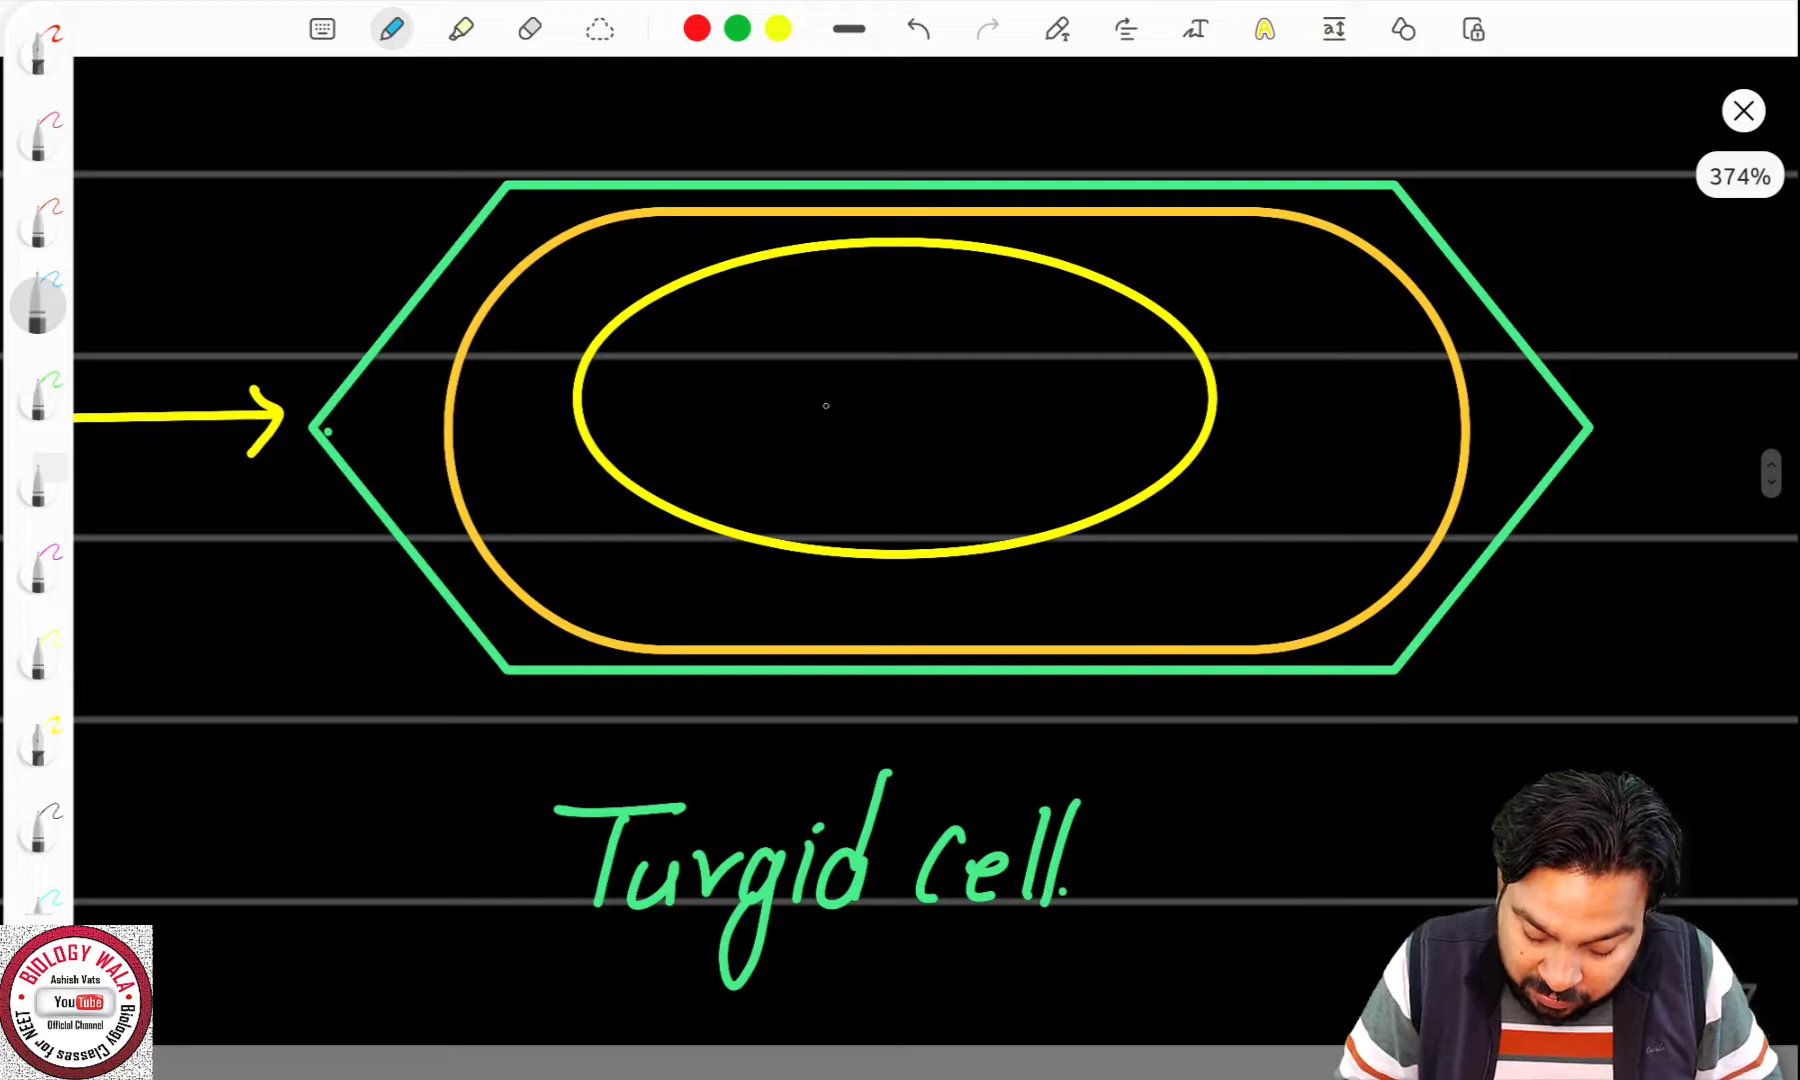 374%
Turgid cell.
BIOLOGY WALA
Ashish Vats
YouTube
Official Channel
Biology Classes for NEET